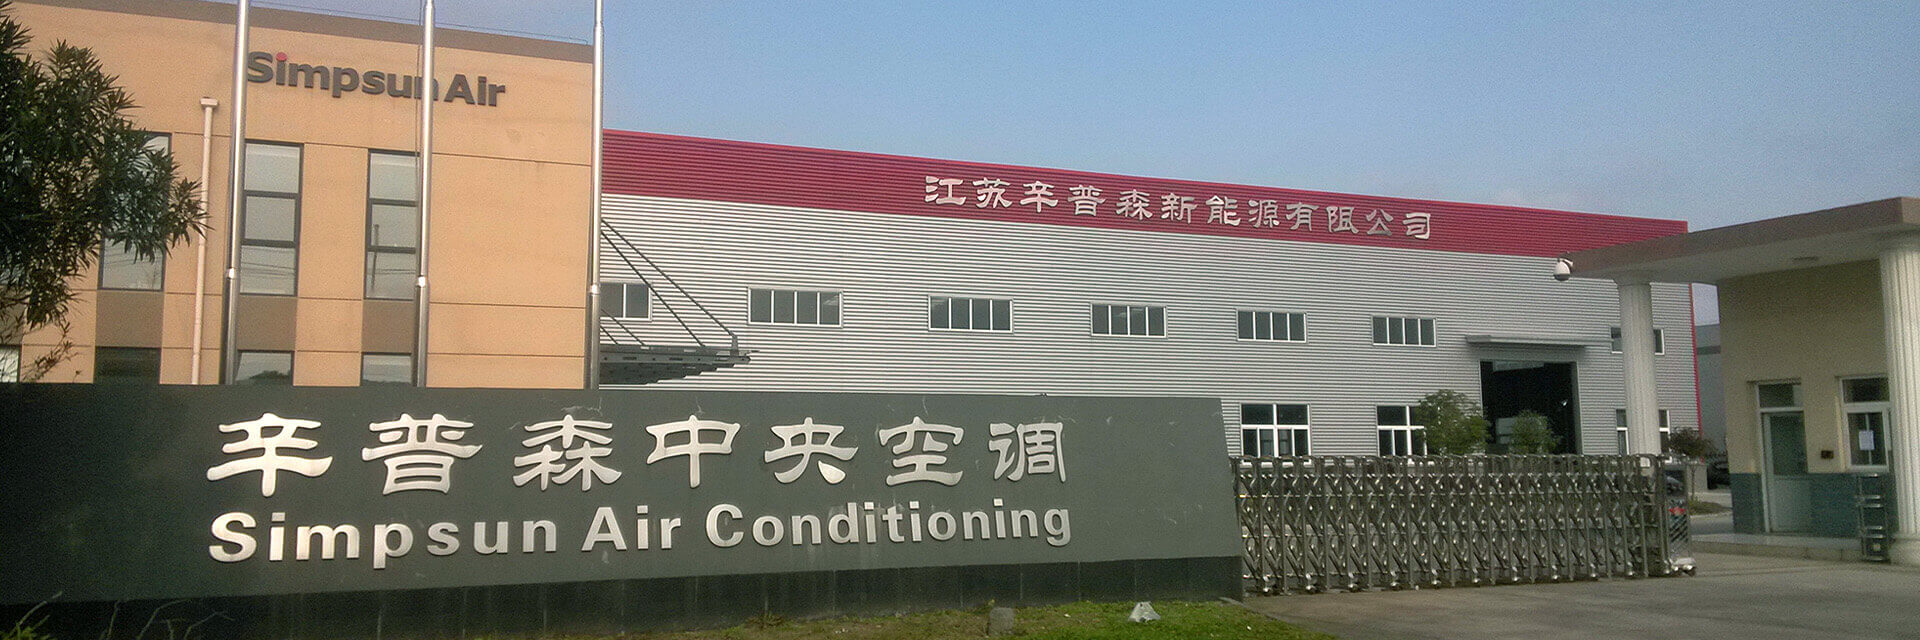 Simpsun Air
江苏辛普森新能源有限公司
辛普森中央空调
Simpsun Air Conditioning